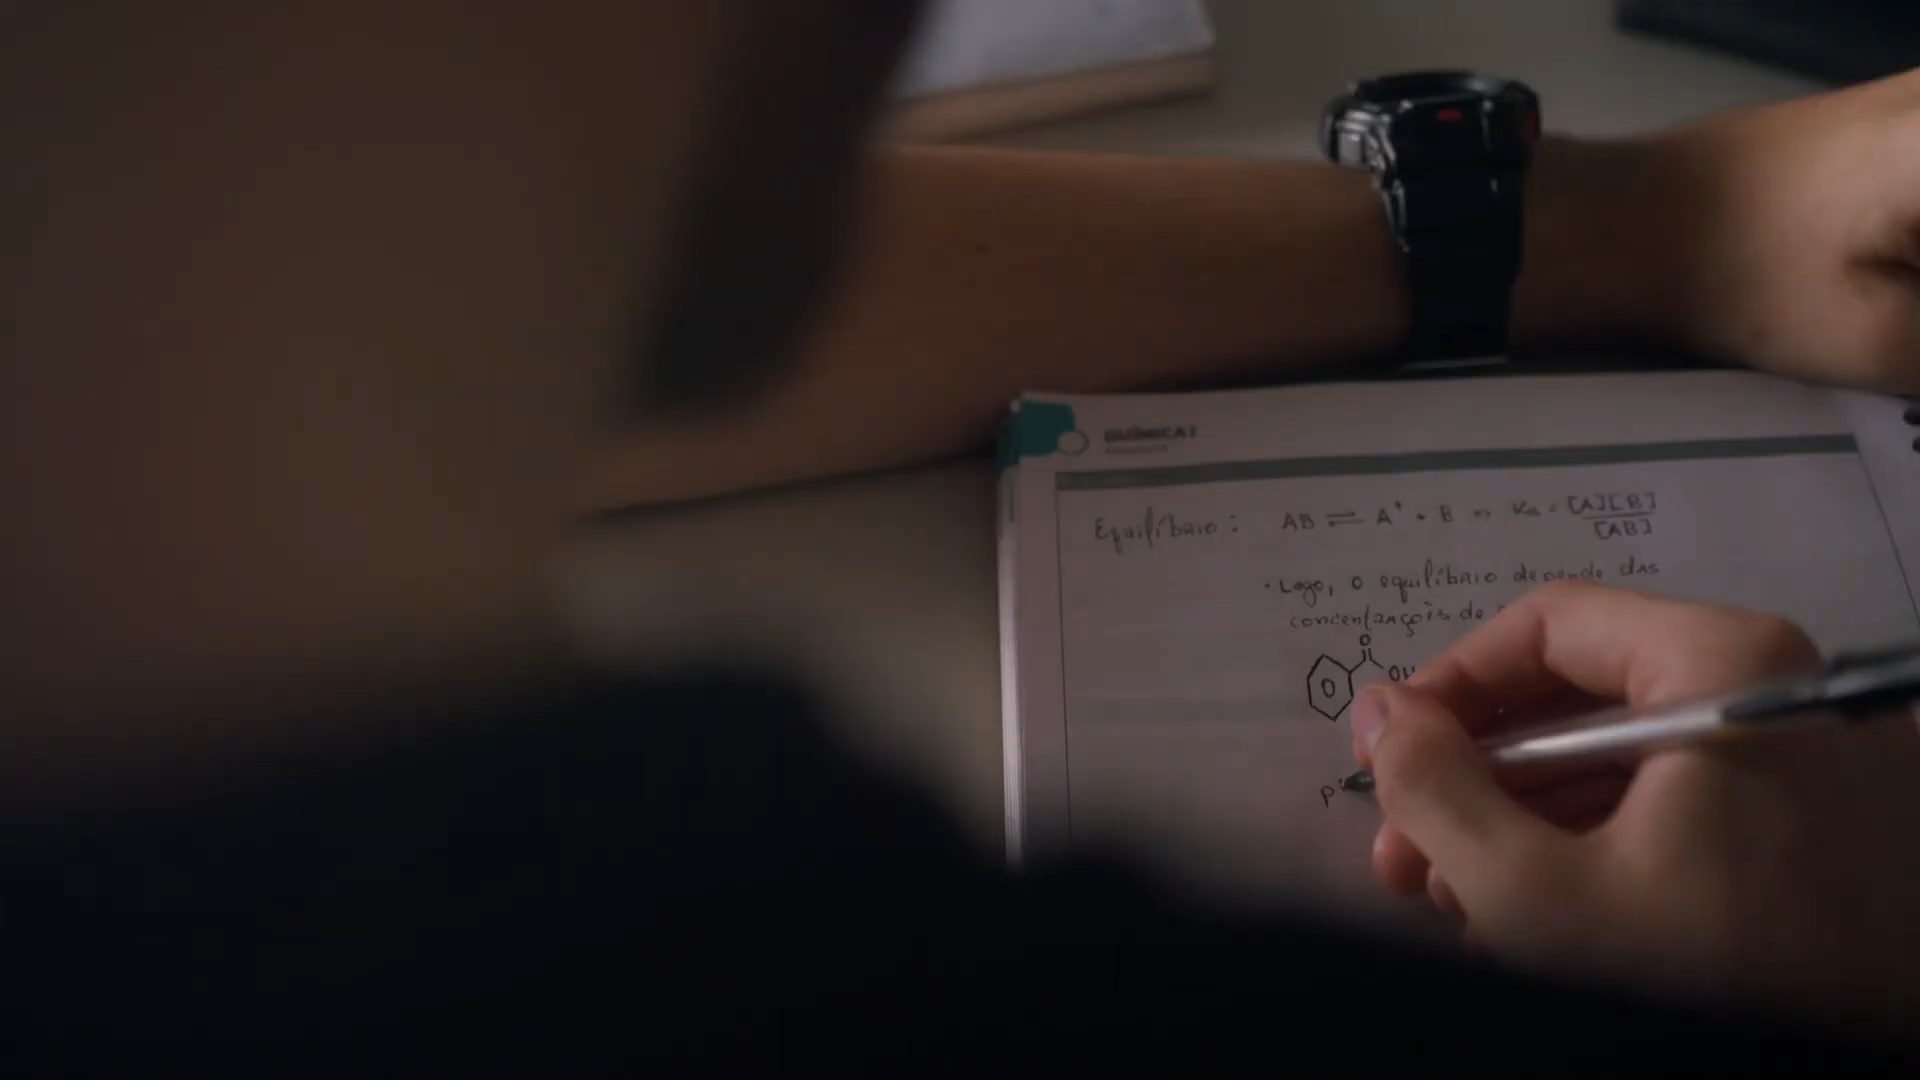 QUÍMICA I
Equilíbrio: AB ⇌ A⁺ + B ⇒ Ka = [A][B]/[AB]
• Logo, o equilíbrio depende das
concentrações de
O
OH
O
p